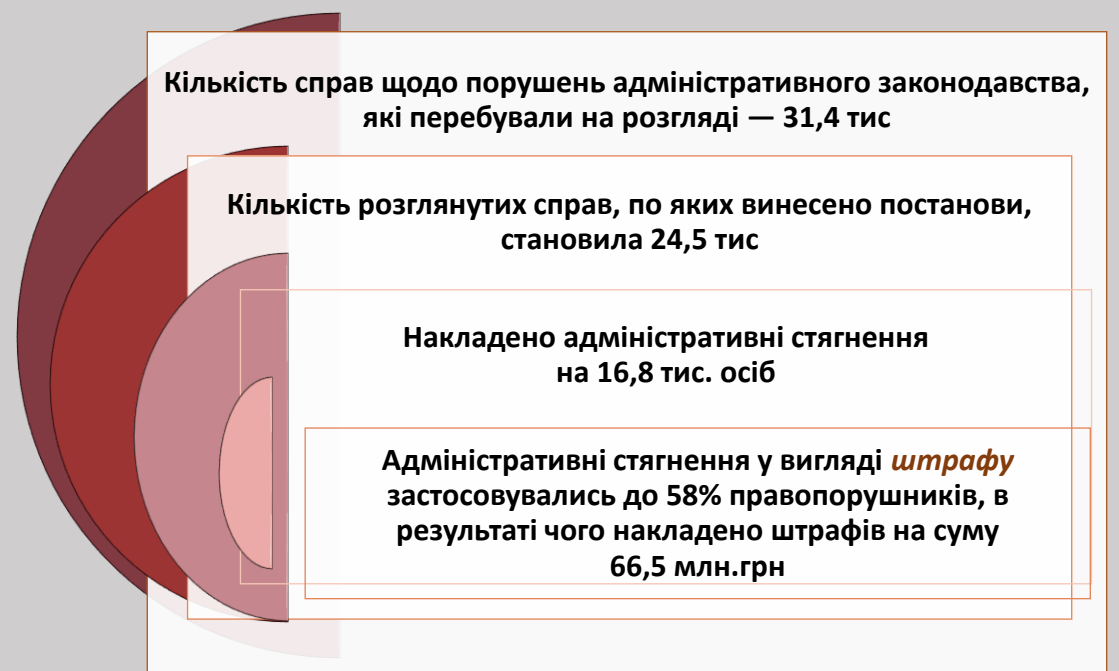 Кількість справ щодо порушень адміністративного законодавства,
які перебували на розгляді — 31,4 тис
Кількість розглянутих справ, по яких винесено постанови,
становила 24,5 тис
Накладено адміністративні стягнення
на 16,8 тис. осіб
Адміністративні стягнення у вигляді штрафу
застосовувались до 58% правопорушників, в
результаті чого накладено штрафів на суму
66,5 млн.грн